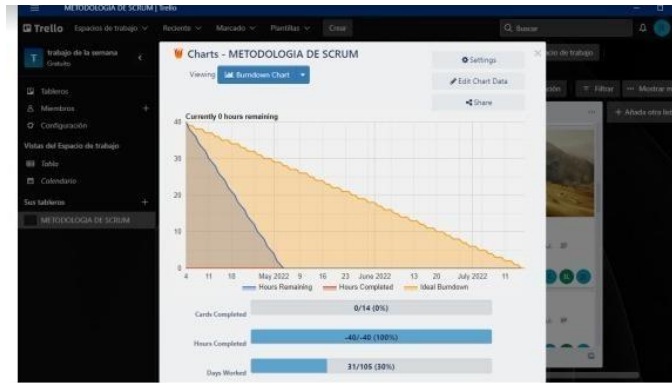 METODOLOGIA DE SCRUM | Trello
Trello Espacios de trabajo Reciente Marcado Plantillas Crear Buscar
T trabajo de la semana
Gratuito
Tableros
Miembros +
Configuración
Vistas del Espacio de trabajo
Table
Calendario
Sus tableros +
METODOLOGIA DE SCRUM
Charts - METODOLOGIA DE SCRUM
Viewing Burndown Chart
Settings
Edit Chart Data
Share
de trabajo
Filtrar Mostrar
+ Añada otra list
Currently 0 hours remaining
40
30
20
10
0
4 11 18 May 2022 9 16 23 June 2022 13 20 July 2022 11
Hours Remaining Hours Completed Ideal Burndown
Cards Completed 0/14 (0%)
Hours Completed -40/-40 (100%)
Days Worked 31/105 (30%)